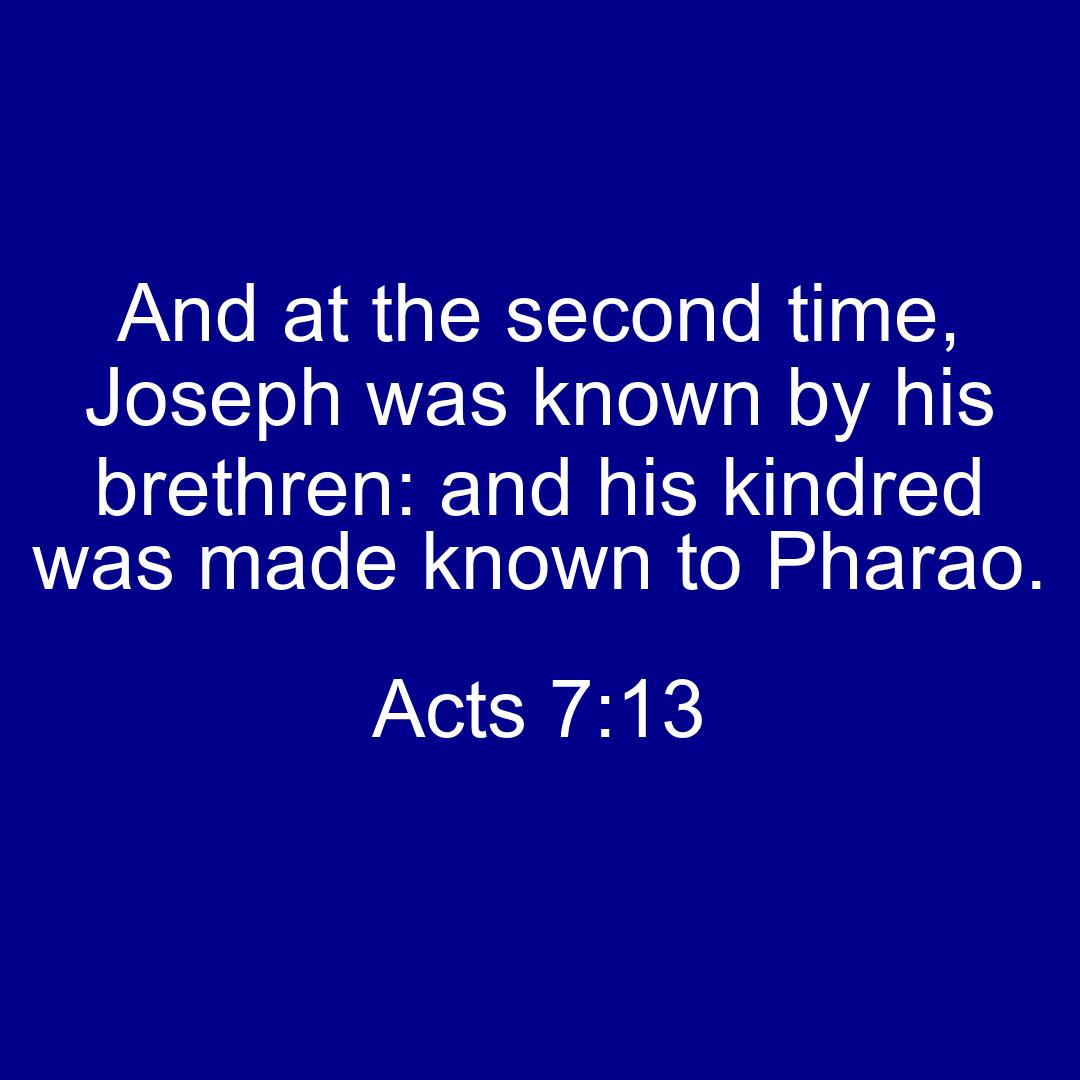 And at the second time,
Joseph was known by his
brethren: and his kindred
was made known to Pharao.
Acts 7:13